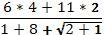 6 * 4 + 11 * 2
1 + 8 + √2 + 1